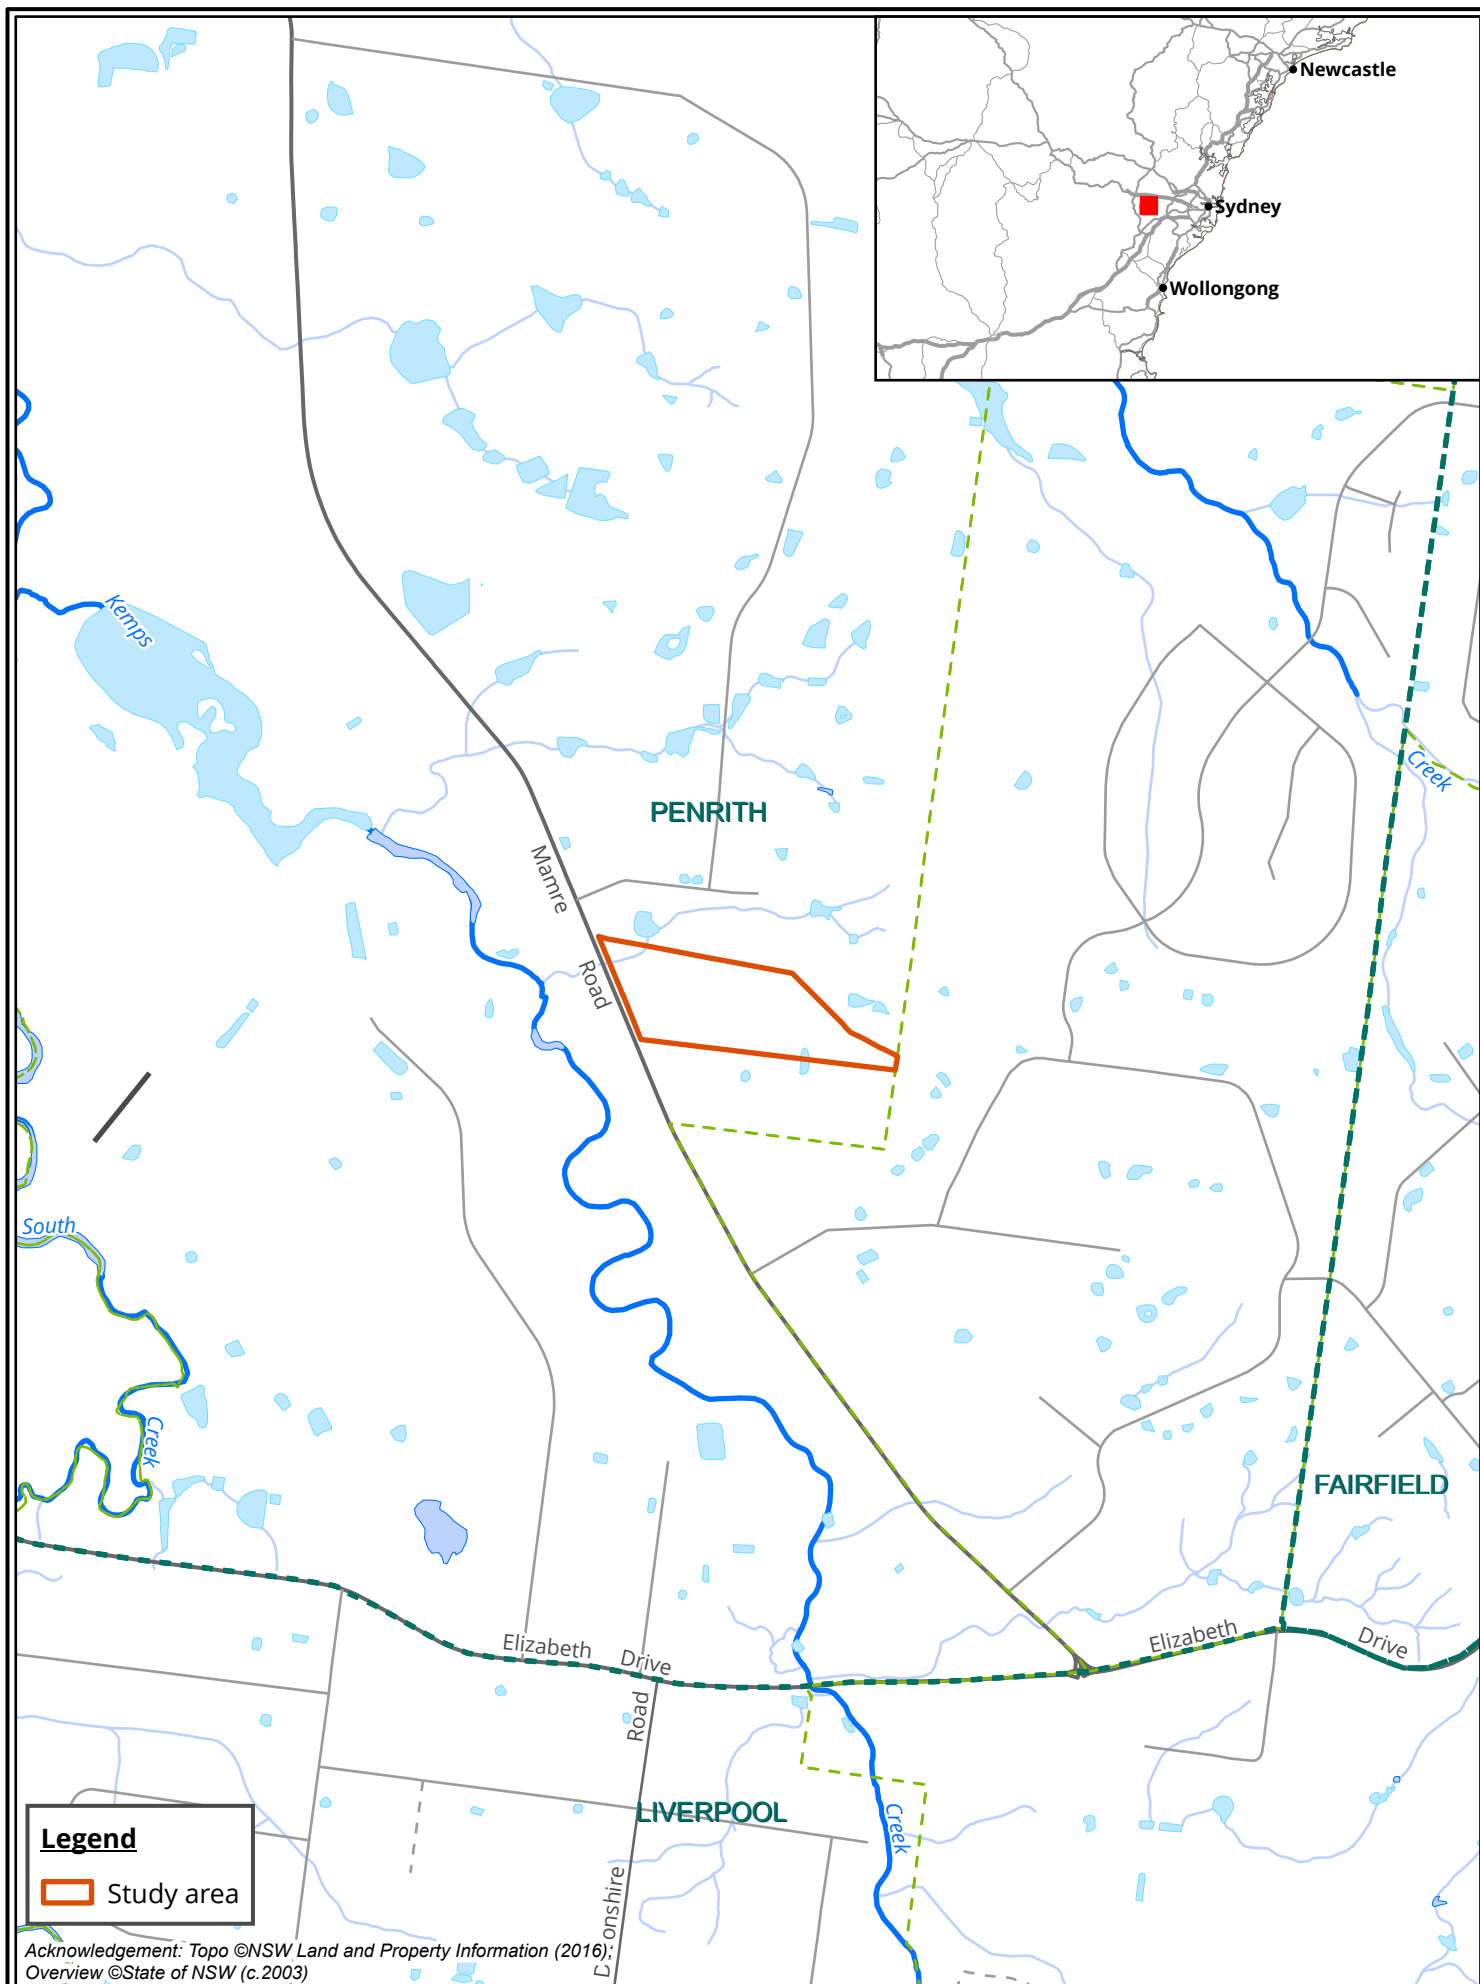 Newcastle
Sydney
Wollongong
Kemps
Creek
PENRITH
Mamre
Road
South
Creek
FAIRFIELD
Elizabeth
Drive
Elizabeth
Drive
Road
LIVERPOOL
Creek
Legend
Study area
Acknowledgement: Topo ©NSW Land and Property Information (2016);
Overview ©State of NSW (c.2003)